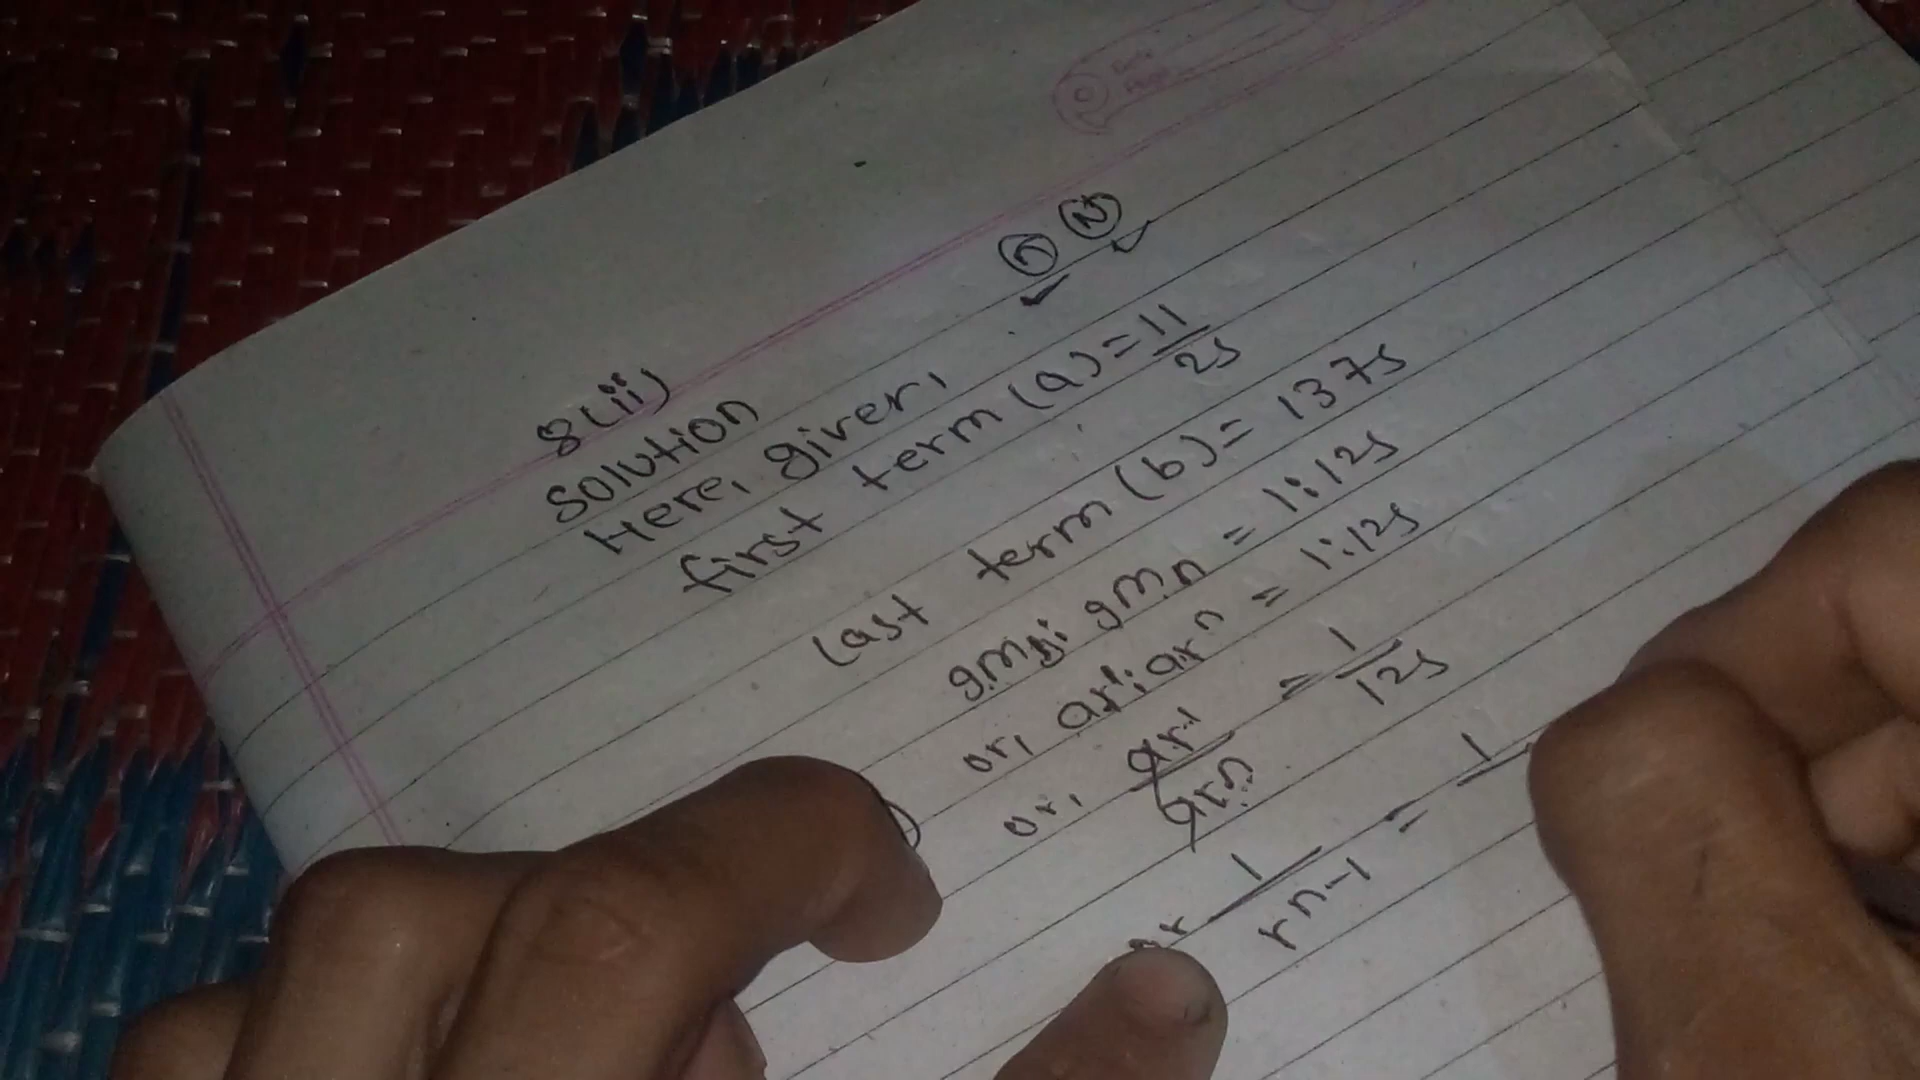 n N
8(ii)
Solution
Here, given,
first term (a) = 11/25
Last term (b) = 1375
gm1 : gmn = 1:125
or, ar¹ : arⁿ = 1:125
or, ar¹/arⁿ = 1/125
or 1/rn-1 = 1